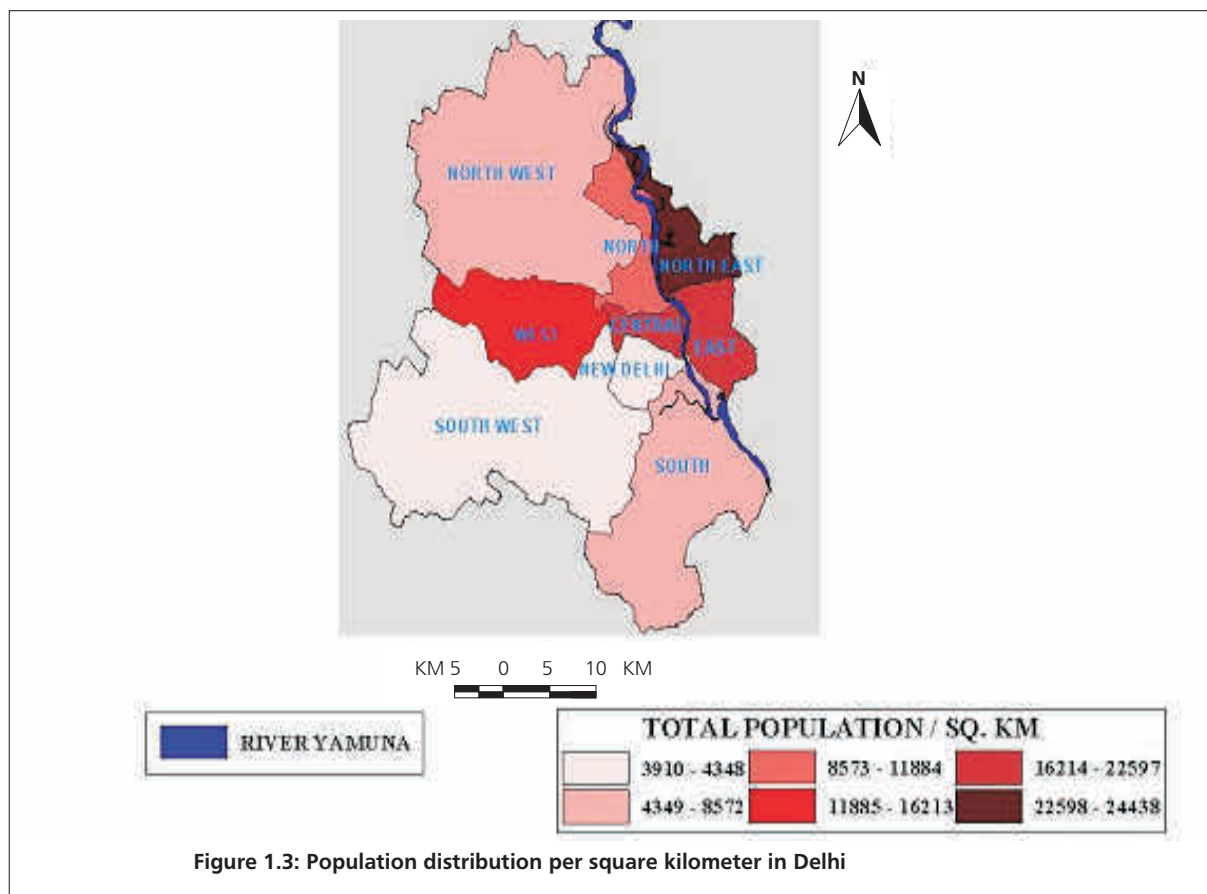 N
NORTH WEST
NORTH
NORTH EAST
WEST
CENTRAL
EAST
NEW DELHI
SOUTH WEST
SOUTH
KM 5 0 5 10 KM
RIVER YAMUNA
TOTAL POPULATION / SQ. KM
3910 - 4348
8573 - 11884
16214 - 22597
4349 - 8572
11885 - 16213
22598 - 24438
Figure 1.3: Population distribution per square kilometer in Delhi